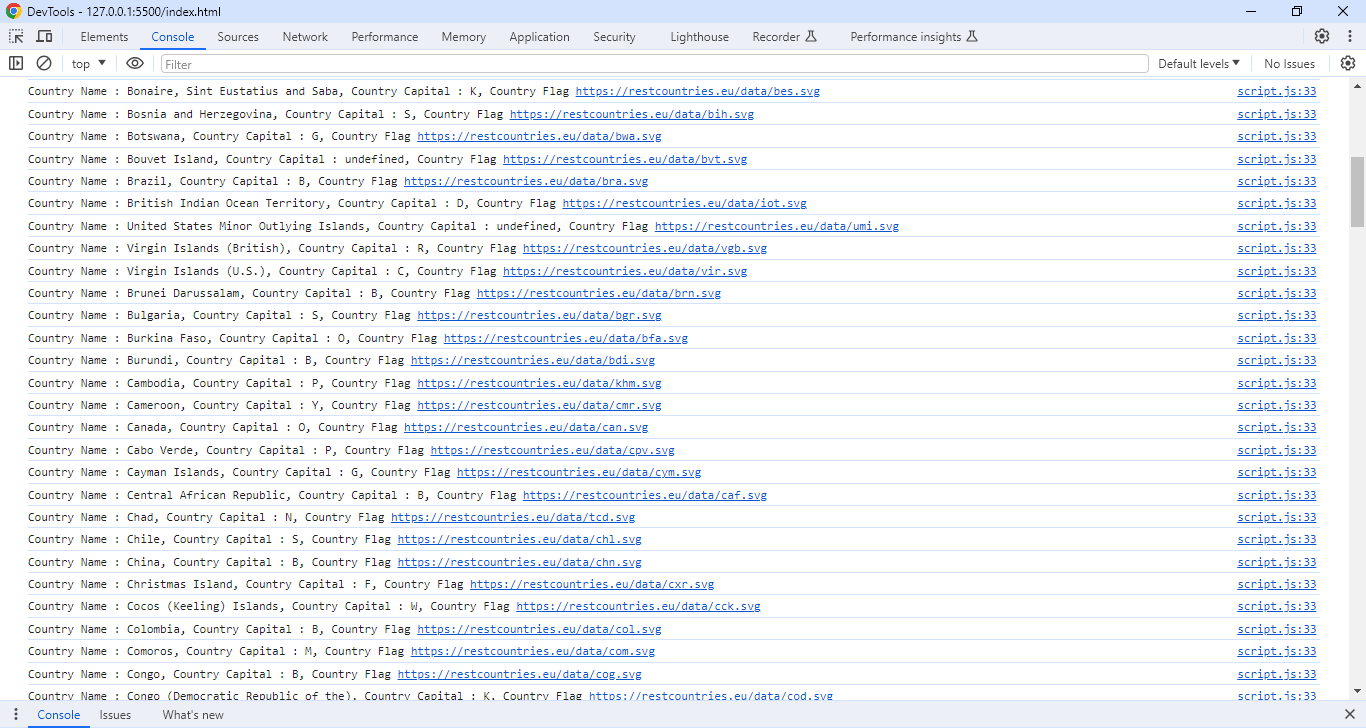 DevTools - 127.0.0.1:5500/index.html
Elements Console Sources Network Performance Memory Application Security Lighthouse Recorder Performance insights
top Filter Default levels No Issues
Country Name : Bonaire, Sint Eustatius and Saba, Country Capital : K, Country Flag https://restcountries.eu/data/bes.svg script.js:33
Country Name : Bosnia and Herzegovina, Country Capital : S, Country Flag https://restcountries.eu/data/bih.svg script.js:33
Country Name : Botswana, Country Capital : G, Country Flag https://restcountries.eu/data/bwa.svg script.js:33
Country Name : Bouvet Island, Country Capital : undefined, Country Flag https://restcountries.eu/data/bvt.svg script.js:33
Country Name : Brazil, Country Capital : B, Country Flag https://restcountries.eu/data/bra.svg script.js:33
Country Name : British Indian Ocean Territory, Country Capital : D, Country Flag https://restcountries.eu/data/iot.svg script.js:33
Country Name : United States Minor Outlying Islands, Country Capital : undefined, Country Flag https://restcountries.eu/data/umi.svg script.js:33
Country Name : Virgin Islands (British), Country Capital : R, Country Flag https://restcountries.eu/data/vgb.svg script.js:33
Country Name : Virgin Islands (U.S.), Country Capital : C, Country Flag https://restcountries.eu/data/vir.svg script.js:33
Country Name : Brunei Darussalam, Country Capital : B, Country Flag https://restcountries.eu/data/brn.svg script.js:33
Country Name : Bulgaria, Country Capital : S, Country Flag https://restcountries.eu/data/bgr.svg script.js:33
Country Name : Burkina Faso, Country Capital : O, Country Flag https://restcountries.eu/data/bfa.svg script.js:33
Country Name : Burundi, Country Capital : B, Country Flag https://restcountries.eu/data/bdi.svg script.js:33
Country Name : Cambodia, Country Capital : P, Country Flag https://restcountries.eu/data/khm.svg script.js:33
Country Name : Cameroon, Country Capital : Y, Country Flag https://restcountries.eu/data/cmr.svg script.js:33
Country Name : Canada, Country Capital : O, Country Flag https://restcountries.eu/data/can.svg script.js:33
Country Name : Cabo Verde, Country Capital : P, Country Flag https://restcountries.eu/data/cpv.svg script.js:33
Country Name : Cayman Islands, Country Capital : G, Country Flag https://restcountries.eu/data/cym.svg script.js:33
Country Name : Central African Republic, Country Capital : B, Country Flag https://restcountries.eu/data/caf.svg script.js:33
Country Name : Chad, Country Capital : N, Country Flag https://restcountries.eu/data/tcd.svg script.js:33
Country Name : Chile, Country Capital : S, Country Flag https://restcountries.eu/data/chl.svg script.js:33
Country Name : China, Country Capital : B, Country Flag https://restcountries.eu/data/chn.svg script.js:33
Country Name : Christmas Island, Country Capital : F, Country Flag https://restcountries.eu/data/cxr.svg script.js:33
Country Name : Cocos (Keeling) Islands, Country Capital : W, Country Flag https://restcountries.eu/data/cck.svg script.js:33
Country Name : Colombia, Country Capital : B, Country Flag https://restcountries.eu/data/col.svg script.js:33
Country Name : Comoros, Country Capital : M, Country Flag https://restcountries.eu/data/com.svg script.js:33
Country Name : Congo, Country Capital : B, Country Flag https://restcountries.eu/data/cog.svg script.js:33
Country Name : Congo (Democratic Republic of the), Country Capital : K, Country Flag https://restcountries.eu/data/cod.svg script.js:33
Console Issues What's new